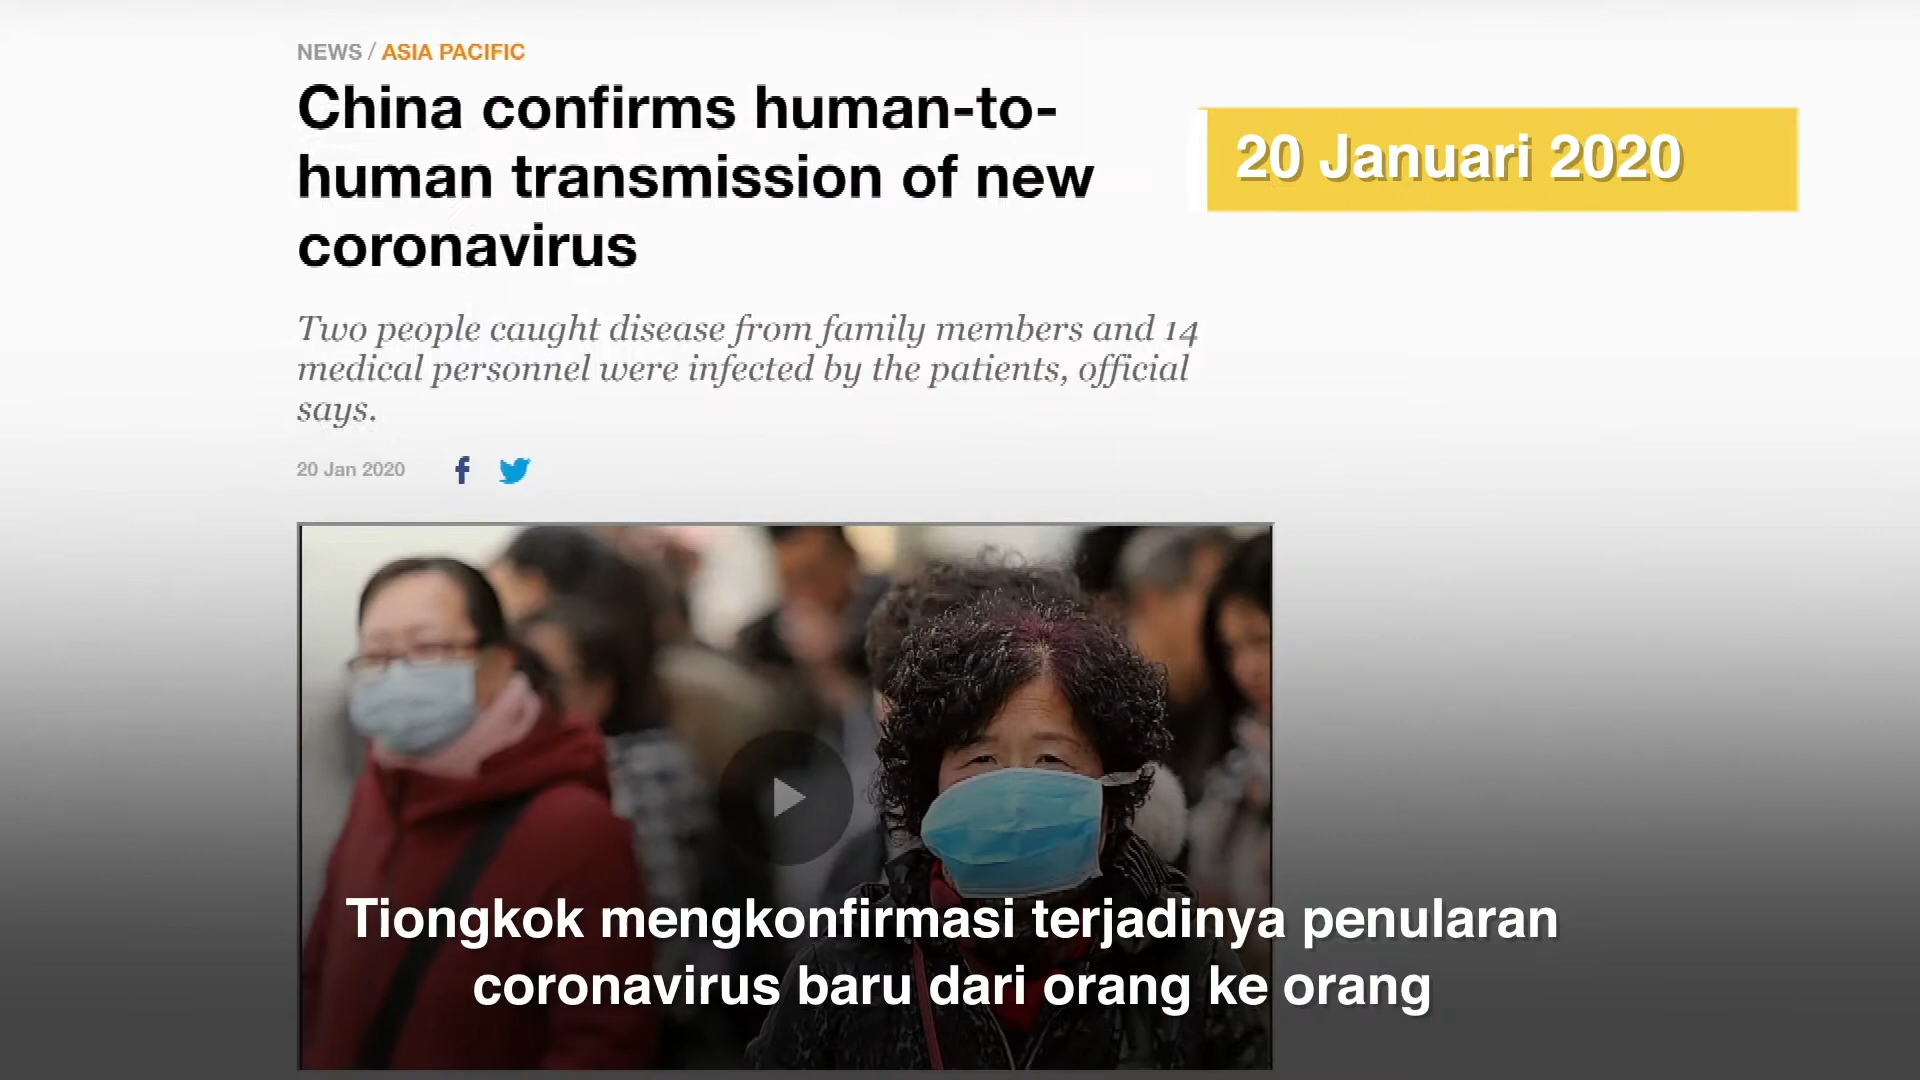 NEWS / ASIA PACIFIC
China confirms human-to-
human transmission of new
coronavirus
20 Januari 2020
Two people caught disease from family members and 14
medical personnel were infected by the patients, official
says.
20 Jan 2020
Tiongkok mengkonfirmasi terjadinya penularan
coronavirus baru dari orang ke orang